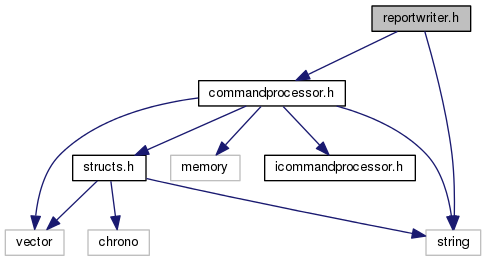 reportwriter.h
commandprocessor.h
structs.h
memory
icommandprocessor.h
vector
chrono
string